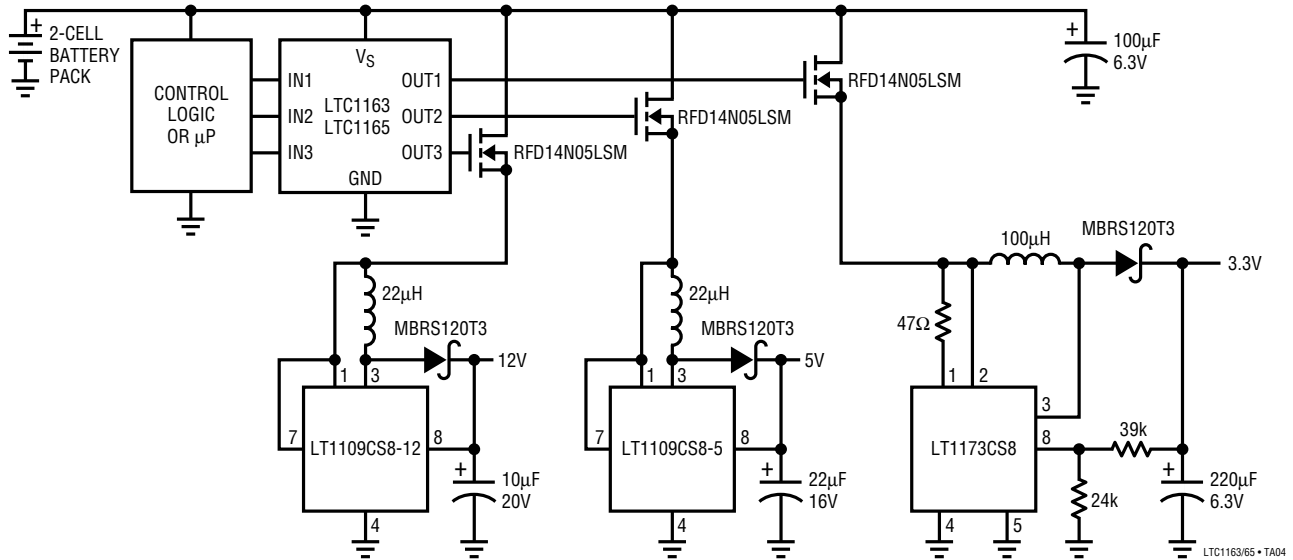 +
2-CELL
BATTERY
PACK
CONTROL
LOGIC
OR µP
IN1
IN2
IN3
VS
LTC1163
LTC1165
GND
OUT1
OUT2
OUT3
RFD14N05LSM
RFD14N05LSM
RFD14N05LSM
+
100µF
6.3V
22µH
MBRS120T3
12V
1
3
7
LT1109CS8-12
8
4
+
10µF
20V
22µH
MBRS120T3
5V
1
3
7
LT1109CS8-5
8
4
+
22µF
16V
100µH
MBRS120T3
3.3V
47Ω
1
2
3
LT1173CS8
8
39k
24k
4
5
+
220µF
6.3V
LTC1163/65 • TA04